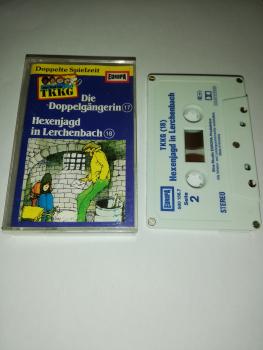 Doppelte Spielzeit
EUROPA
TKKG
Die
Doppelgängerin 17
Hexenjagd
in Lerchenbach 18
TKKG (18)
Hexenjagd in Lerchenbach
EUROPA
Seite
2
STEREO